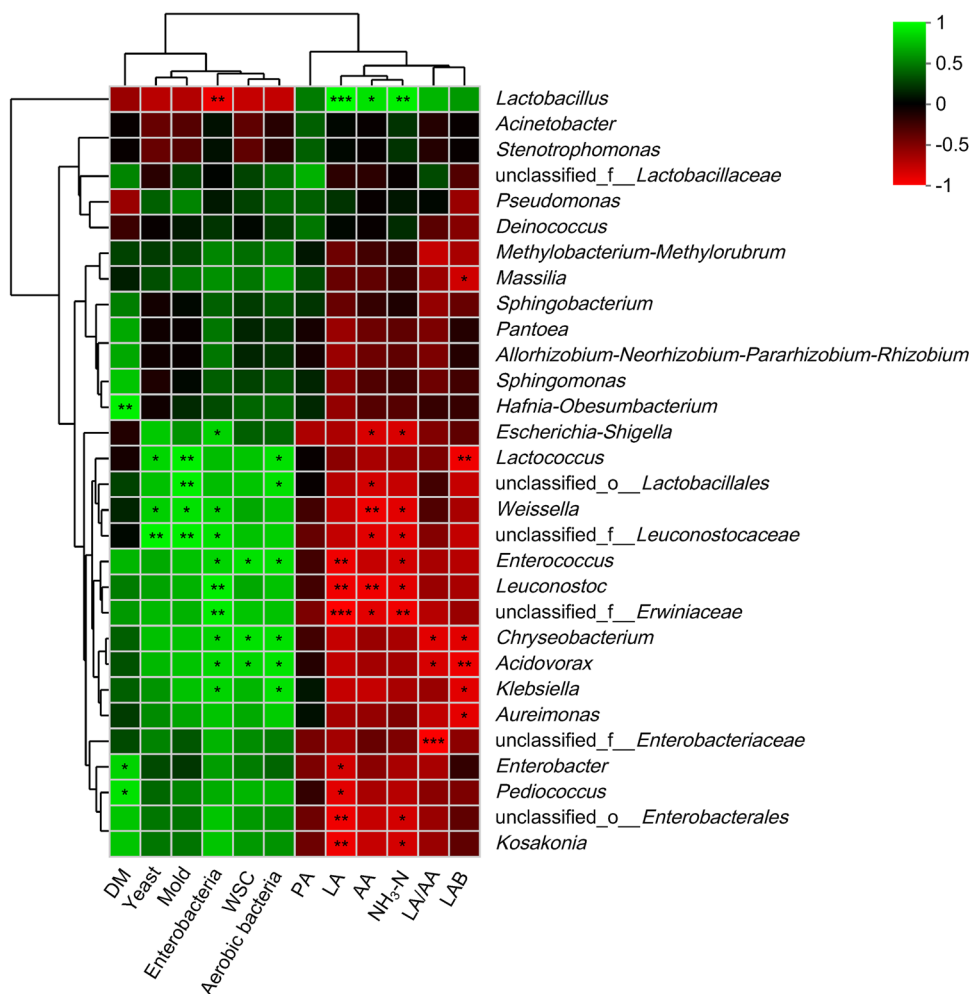 1
0.5
0
-0.5
-1
** *** * ** Lactobacillus
Acinetobacter
Stenotrophomonas
unclassified_f__Lactobacillaceae
Pseudomonas
Deinococcus
Methylobacterium-Methylorubrum
* Massilia
Sphingobacterium
Pantoea
Allorhizobium-Neorhizobium-Pararhizobium-Rhizobium
Sphingomonas
** Hafnia-Obesumbacterium
* * * Escherichia-Shigella
* ** * ** Lactococcus
** * * unclassified_o__Lactobacillales
* * * ** * Weissella
** ** * * * unclassified_f__Leuconostocaceae
* * * ** * Enterococcus
** ** ** * Leuconostoc
** *** * ** unclassified_f__Erwiniaceae
* * * * * Chryseobacterium
* * * * ** Acidovorax
* * * Klebsiella
* Aureimonas
*** unclassified_f__Enterobacteriaceae
* * Enterobacter
* * Pediococcus
** * unclassified_o__Enterobacterales
** * Kosakonia
DM
Yeast
Mold
Enterobacteria
WSC
Aerobic bacteria
PA
LA
AA
NH₃-N
LA/AA
LAB